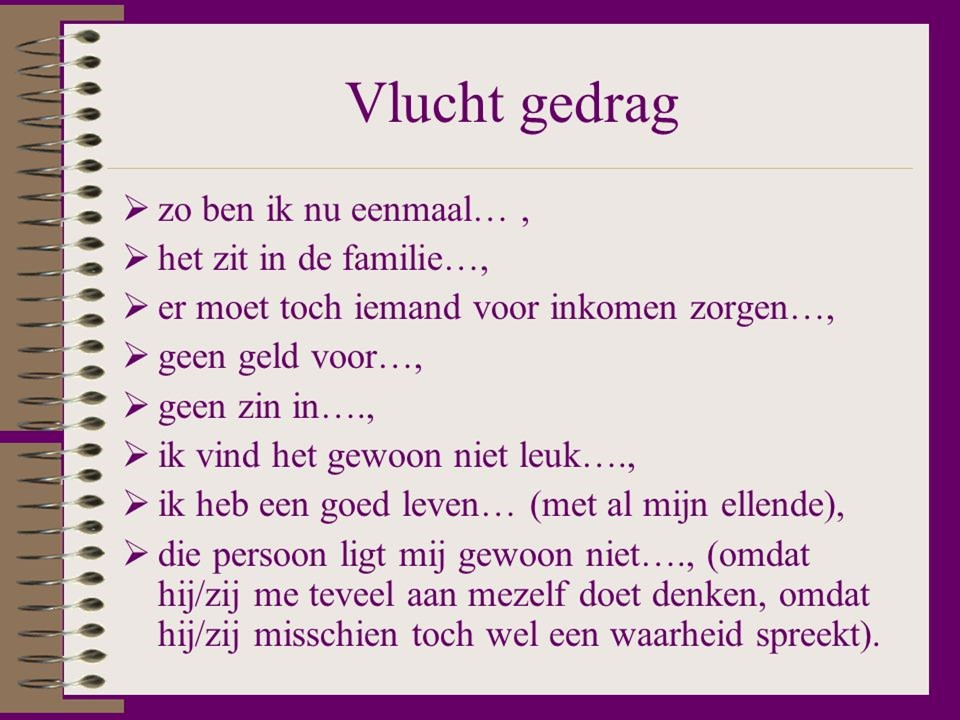 Vlucht gedrag
➢ zo ben ik nu eenmaal… ,
➢ het zit in de familie…,
➢ er moet toch iemand voor inkomen zorgen…,
➢ geen geld voor…,
➢ geen zin in….,
➢ ik vind het gewoon niet leuk….,
➢ ik heb een goed leven… (met al mijn ellende),
➢ die persoon ligt mij gewoon niet…., (omdat
hij/zij me teveel aan mezelf doet denken, omdat
hij/zij misschien toch wel een waarheid spreekt).